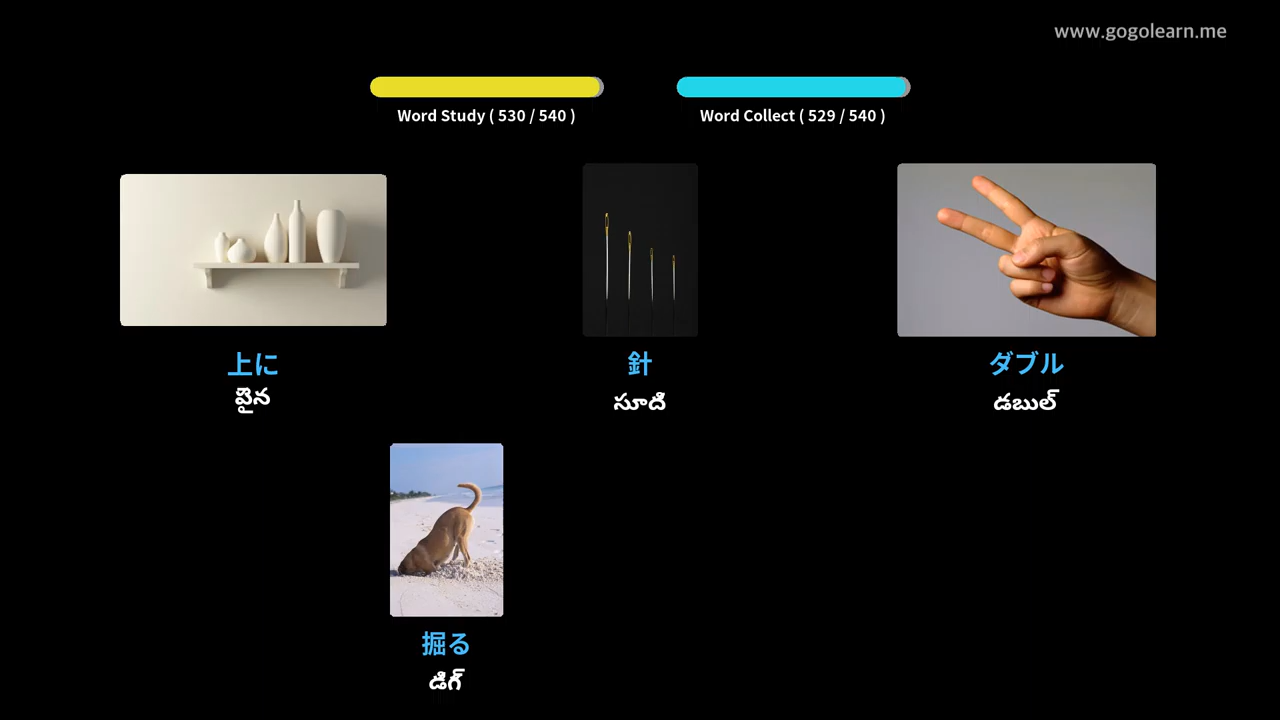 www.gogolearn.me
Word Study ( 530 / 540 )
Word Collect ( 529 / 540 )
上に
పైన
針
సూది
ダブル
డబుల్
掘る
డిగ్